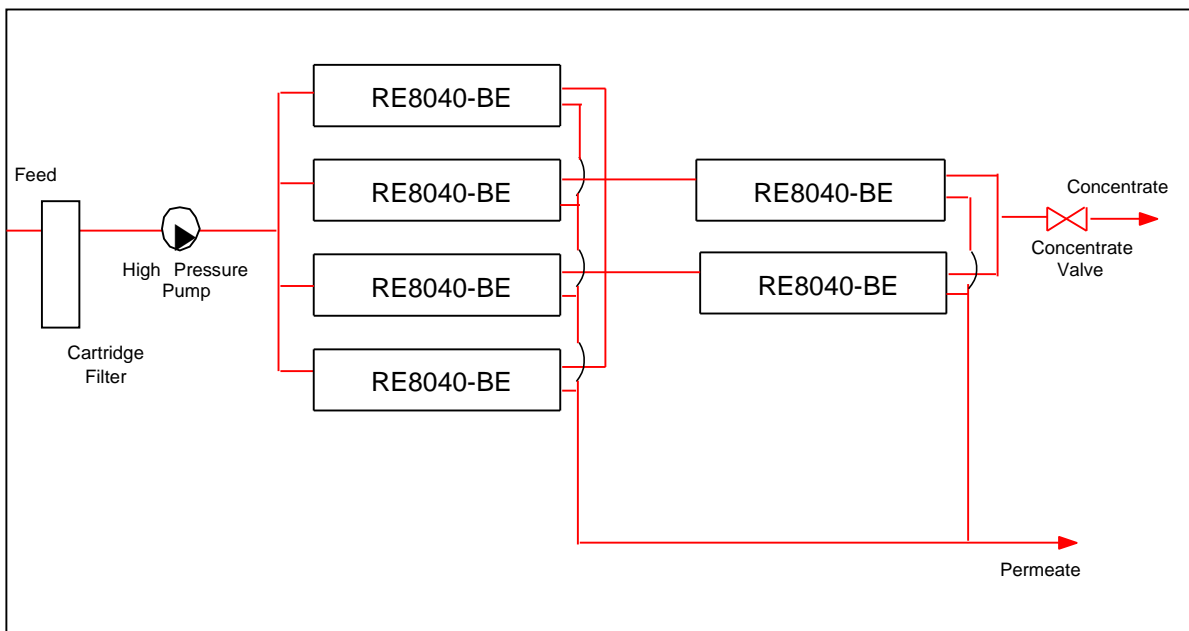 Feed
High Pressure
Pump
Cartridge
Filter
RE8040-BE
RE8040-BE
RE8040-BE
RE8040-BE
RE8040-BE
RE8040-BE
Concentrate
Concentrate
Valve
Permeate